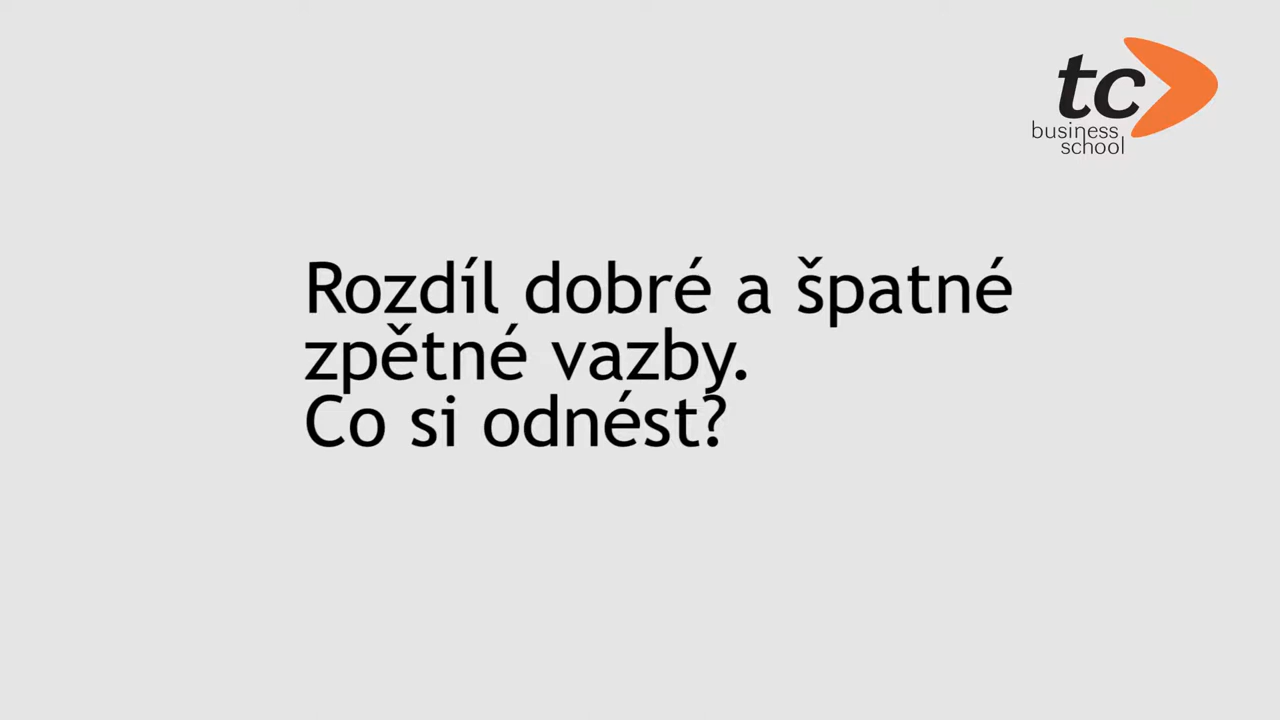 tc
business
school
Rozdíl dobré a špatné
zpětné vazby.
Co si odnést?